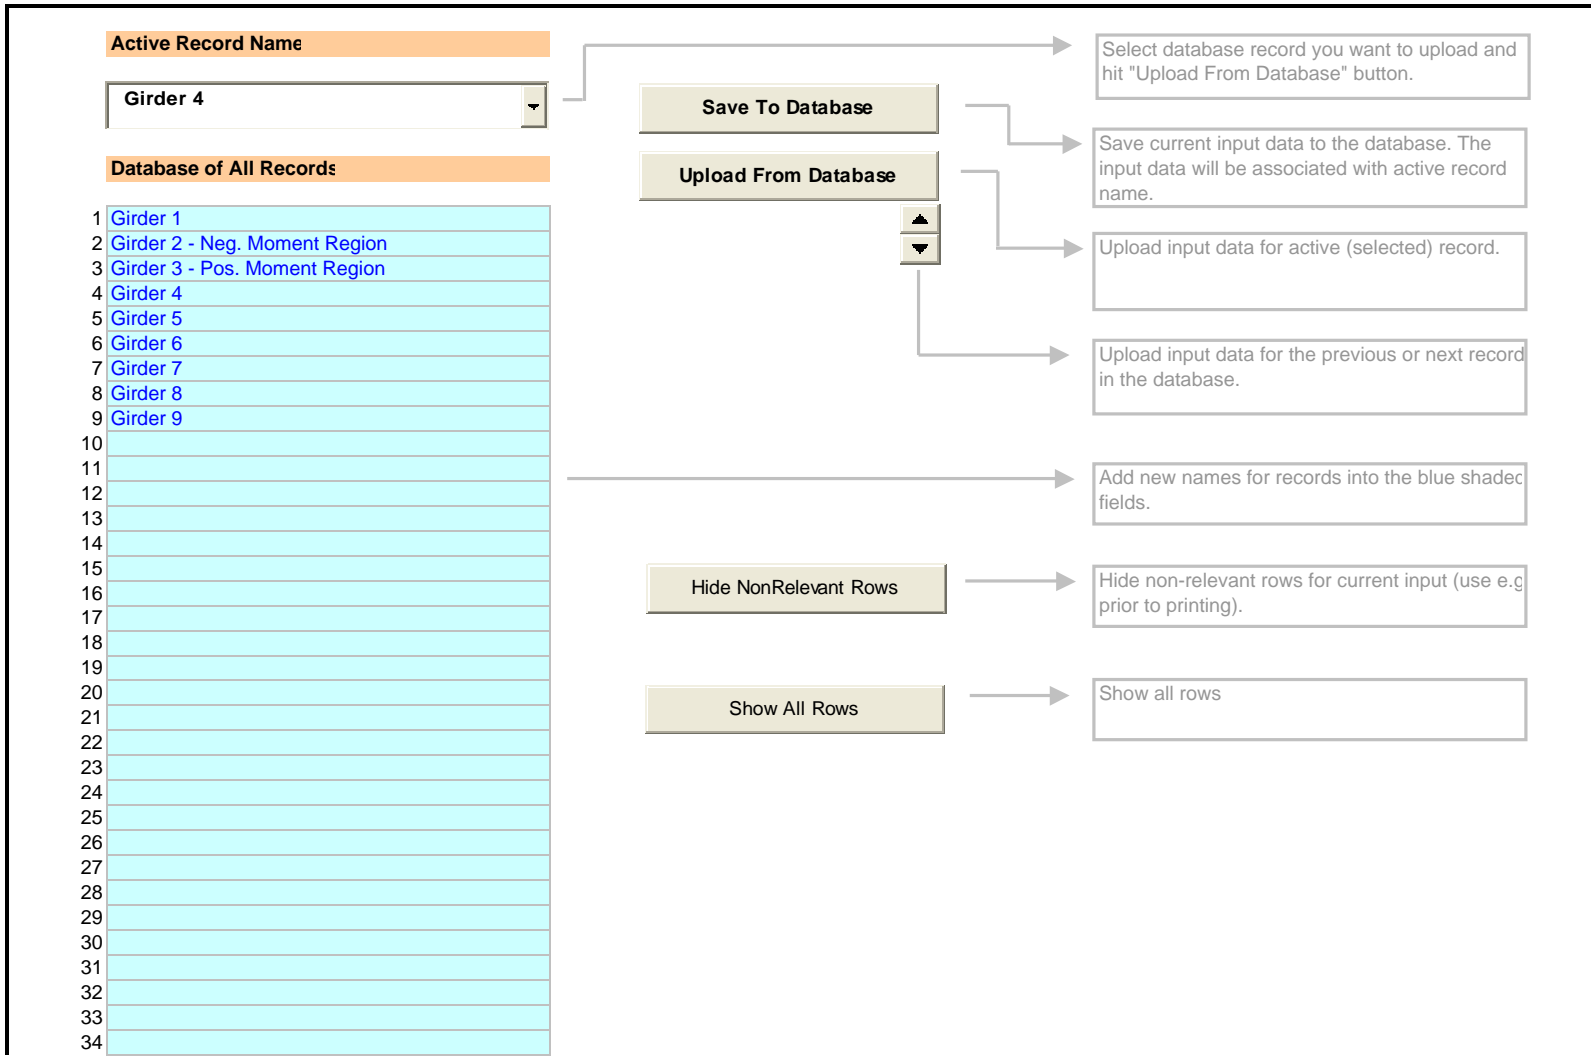 Active Record Name
Girder 4
Database of All Records
1 Girder 1
2 Girder 2 - Neg. Moment Region
3 Girder 3 - Pos. Moment Region
4 Girder 4
5 Girder 5
6 Girder 6
7 Girder 7
8 Girder 8
9 Girder 9
10
11
12
13
14
15
16
17
18
19
20
21
22
23
24
25
26
27
28
29
30
31
32
33
34
Save To Database
Upload From Database
Hide NonRelevant Rows
Show All Rows
Select database record you want to upload and
hit "Upload From Database" button.
Save current input data to the database. The
input data will be associated with active record
name.
Upload input data for active (selected) record.
Upload input data for the previous or next record
in the database.
Add new names for records into the blue shaded
fields.
Hide non-relevant rows for current input (use e.g
prior to printing).
Show all rows